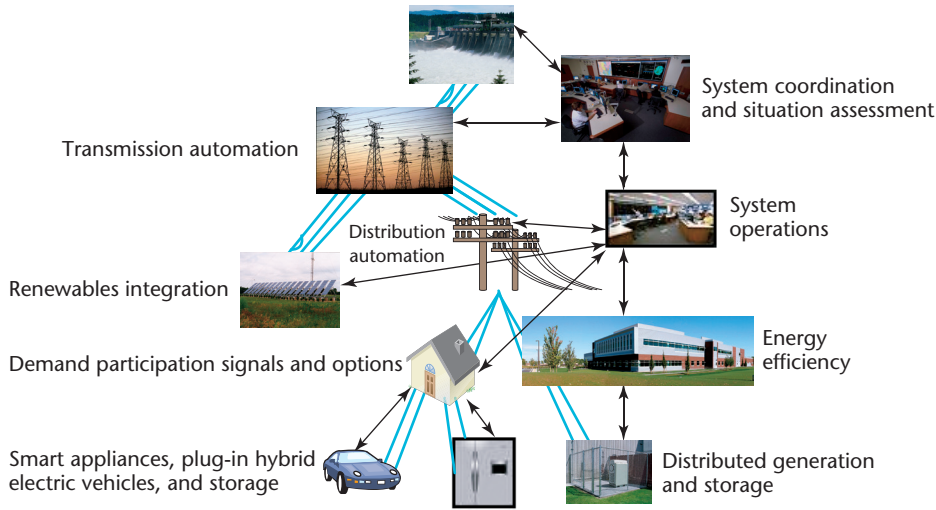 System coordination
and situation assessment
Transmission automation
System
operations
Distribution
automation
Renewables integration
Energy
efficiency
Demand participation signals and options
Smart appliances, plug-in hybrid
electric vehicles, and storage
Distributed generation
and storage